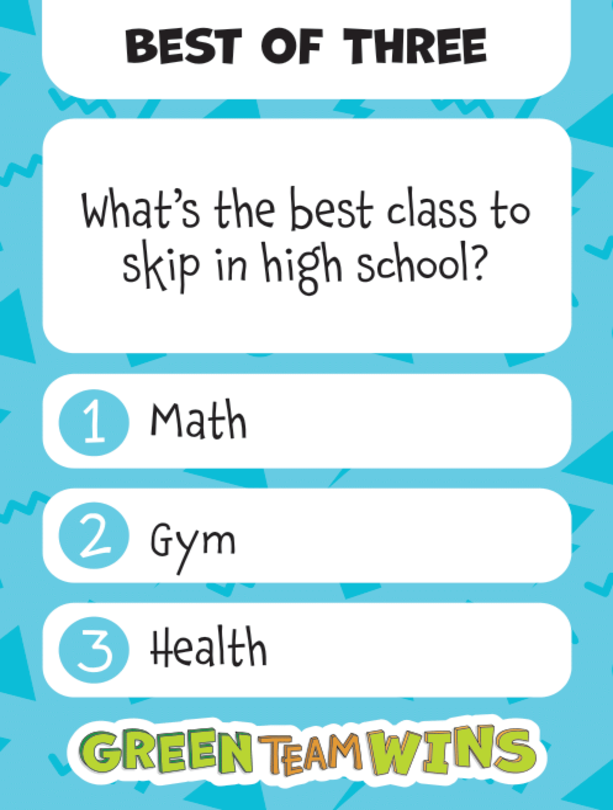 BEST OF THREE
What's the best class to
skip in high school?
1 Math
2 Gym
3 Health
GREEN TEAM WINS